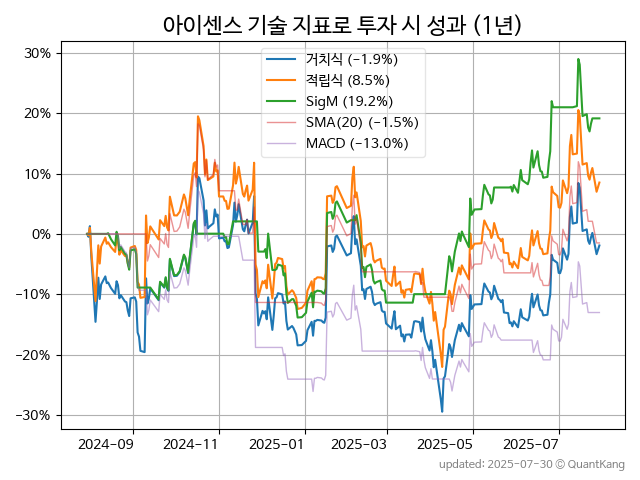 아이센스 기술 지표로 투자 시 성과 (1년)
30%
20%
10%
0%
−10%
−20%
−30%
거치식 (−1.9%)
적립식 (8.5%)
SigM (19.2%)
SMA(20) (−1.5%)
MACD (−13.0%)
2024-09
2024-11
2025-01
2025-03
2025-05
2025-07
updated: 2025-07-30 © QuantKang